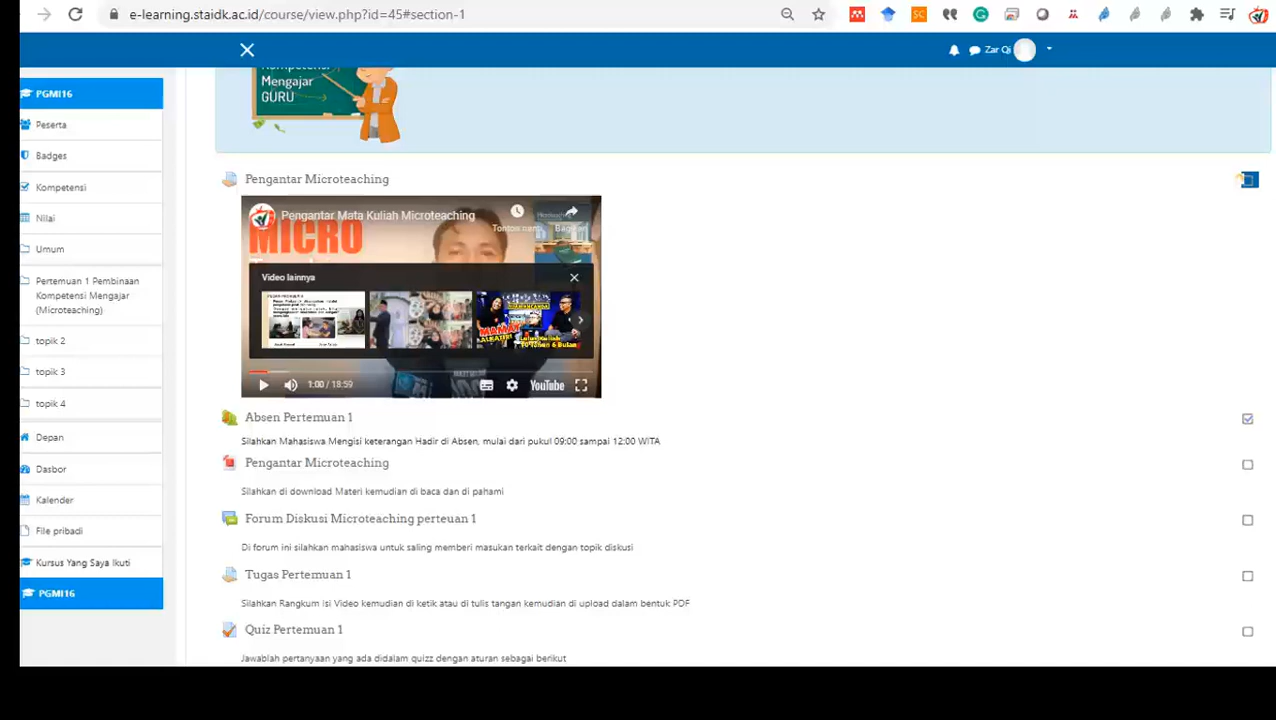 e-learning.staidk.ac.id/course/view.php?id=45#section-1
Zar Qi
PGMI16
Peserta
Badges
Kompetensi
Nilai
Umum
Pertemuan 1 Pembinaan
Kompetensi Mengajar
(Microteaching)
topik 2
topik 3
topik 4
Depan
Dasbor
Kalender
File pribadi
Kursus Yang Saya Ikuti
PGMI16
Kompetensi
Mengajar
GURU
Pengantar Microteaching
Pengantar Mata Kuliah Microteaching
Tonton nanti
Bagikan
MICRO
Video lainnya
MAMAT
ALKATIRI
1:00 / 18:59
YouTube
Absen Pertemuan 1
Silahkan Mahasiswa Mengisi keterangan Hadir di Absen, mulai dari pukul 09:00 sampai 12:00 WITA
Pengantar Microteaching
Silahkan di download Materi kemudian di baca dan di pahami
Forum Diskusi Microteaching perteuan 1
Di forum ini silahkan mahasiswa untuk saling memberi masukan terkait dengan topik diskusi
Tugas Pertemuan 1
Silahkan Rangkum isi Video kemudian di ketik atau di tulis tangan kemudian di upload dalam bentuk PDF
Quiz Pertemuan 1
Jawablah pertanyaan yang ada didalam quizz dengan aturan sebagai berikut